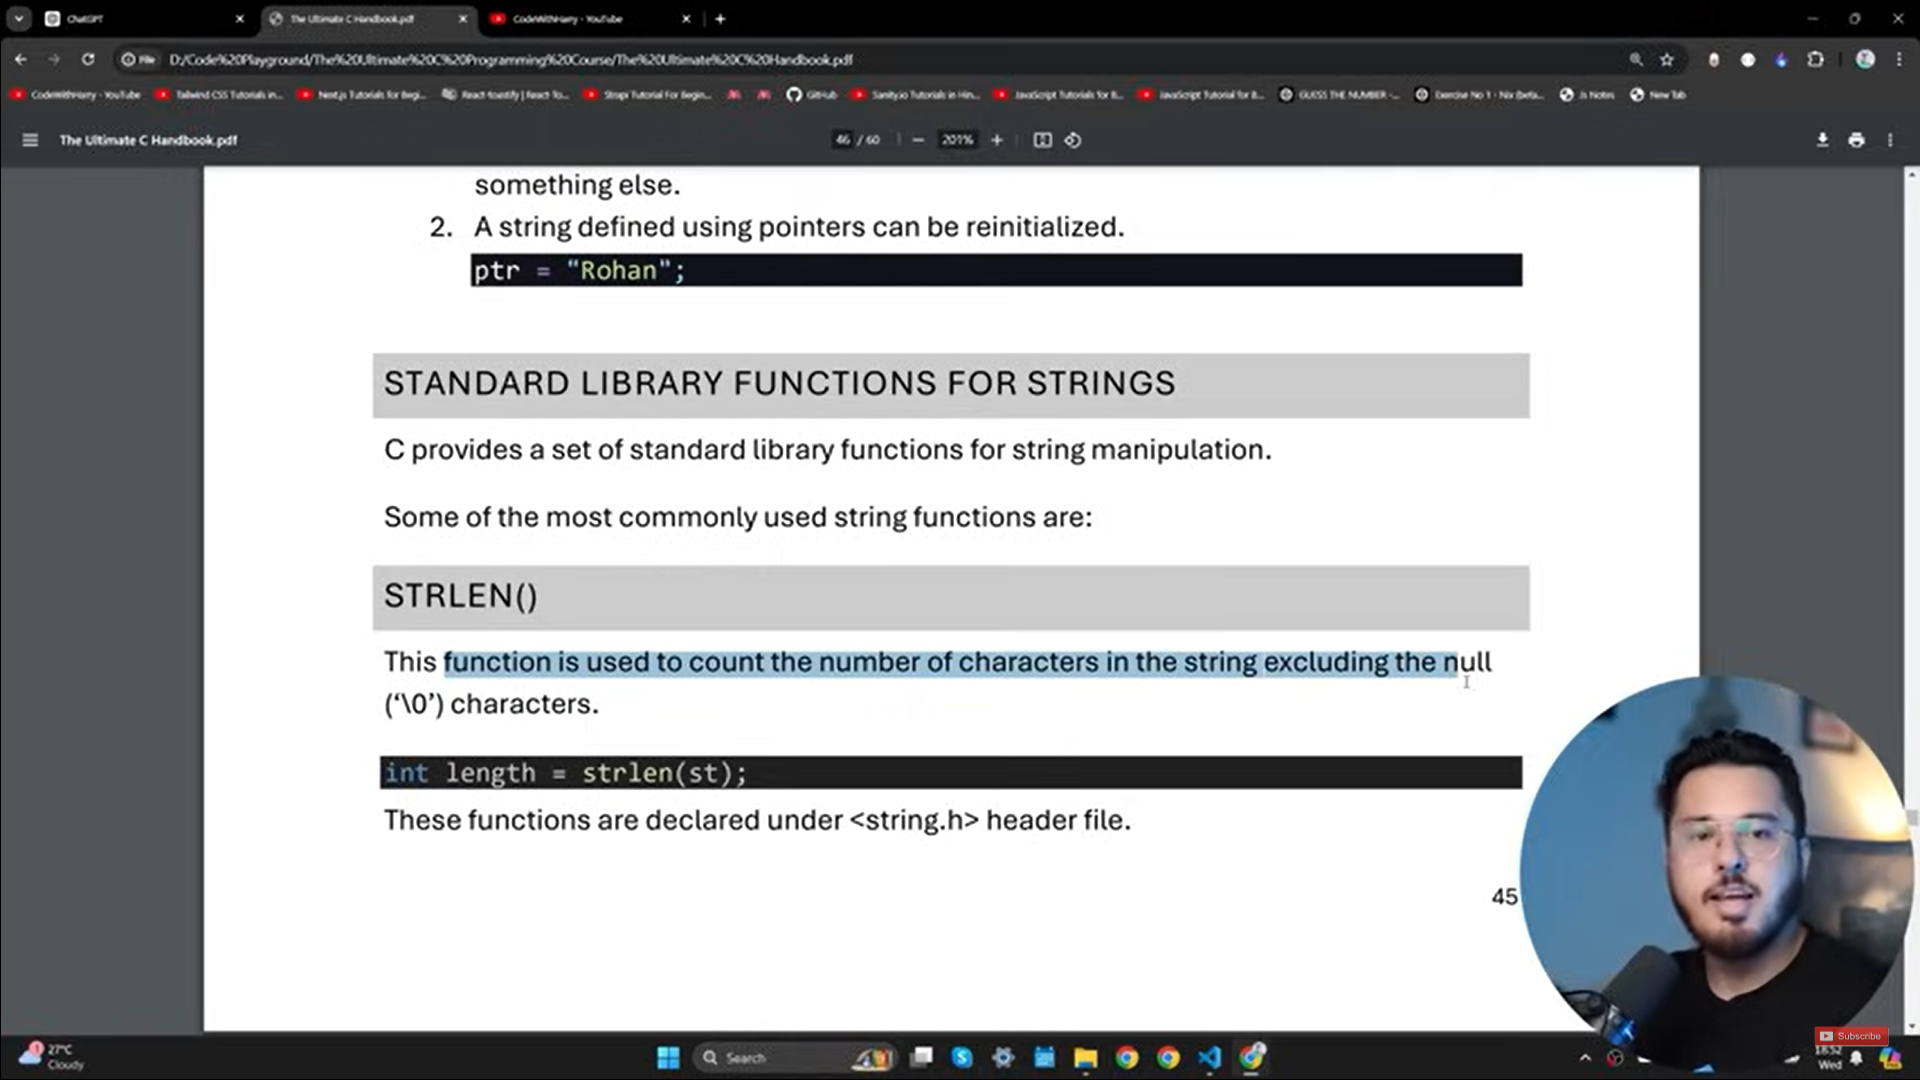 ChatGPT
The Ultimate C Handbook.pdf
CodeWithHarry - YouTube
File
D:/Code%20Playground/The%20Ultimate%20C%20Programming%20Course/The%20Ultimate%20C%20Handbook.pdf
CodeWithHarry - YouTube
Tailwind CSS Tutorials in...
Next.js Tutorials for Begi...
React-toastify | React To...
Strapi Tutorial For Begin...
GitHub
Sanity.io Tutorials in Hin...
JavaScript Tutorials for B...
JavaScript Tutorial for B...
GUESS THE NUMBER -...
Exercise No 1 - Nix (beta...
Js Notes
New Tab
The Ultimate C Handbook.pdf
46 / 60
201%
something else.
2. A string defined using pointers can be reinitialized.
ptr = "Rohan";
STANDARD LIBRARY FUNCTIONS FOR STRINGS
C provides a set of standard library functions for string manipulation.
Some of the most commonly used string functions are:
STRLEN()
This function is used to count the number of characters in the string excluding the null
(‘\0’) characters.
int length = strlen(st);
These functions are declared under <string.h> header file.
45
Subscribe
1
27°C
Cloudy
Search
18:52
Wed